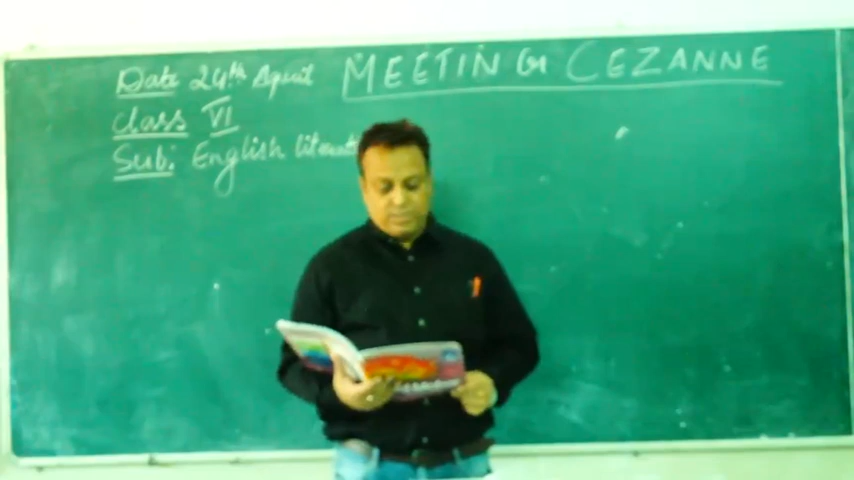 Date 24th April
MEETING CEZANNE
Class VI
Sub: English